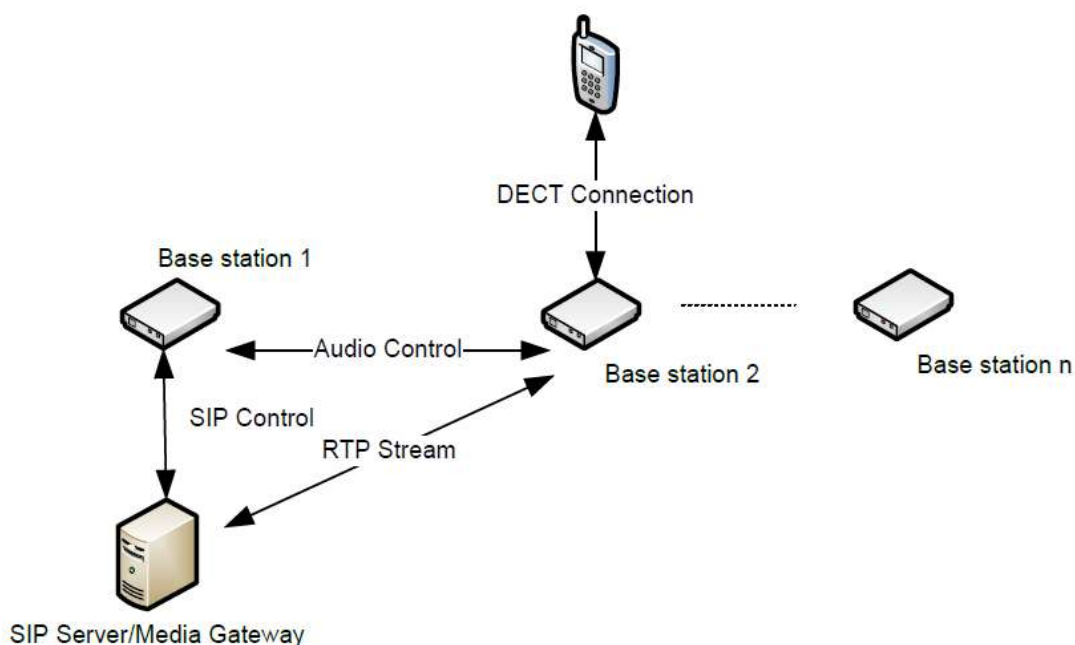 DECT Connection
Base station 1
Audio Control
Base station 2
Base station n
SIP Control
RTP Stream
SIP Server/Media Gateway